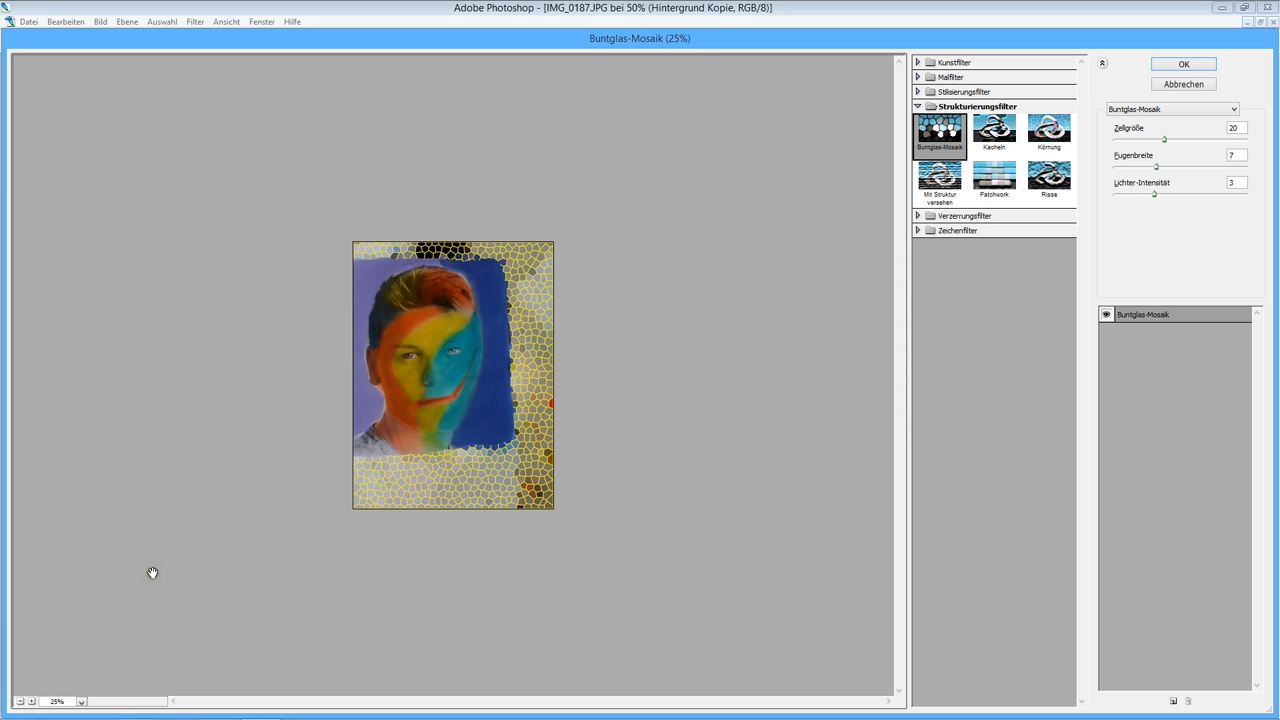 Adobe Photoshop - [IMG_0187.JPG bei 50% (Hintergrund Kopie, RGB/8)]
Datei Bearbeiten Bild Ebene Auswahl Filter Ansicht Fenster Hilfe
Buntglas-Mosaik (25%)
Kunstfilter
Malfilter
Stilisierungsfilter
Strukturierungsfilter
Buntglas-Mosaik Kacheln Körnung
Mit Struktur versehen Patchwork Risse
Verzerrungsfilter
Zeichenfilter
OK
Abbrechen
Buntglas-Mosaik
Zellgröße 20
Fugenbreite 7
Lichter-Intensität 3
Buntglas-Mosaik
25%